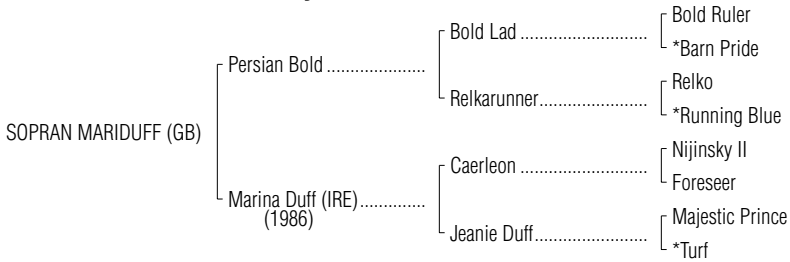 Bold Ruler
Bold Lad ..........................
*Barn Pride
Persian Bold .....................
Relko
Relkarunner......................
*Running Blue
SOPRAN MARIDUFF (GB)
Nijinsky II
Caerleon ..........................
Foreseer
Marina Duff (IRE)..............
(1986)
Majestic Prince
Jeanie Duff.......................
*Turf